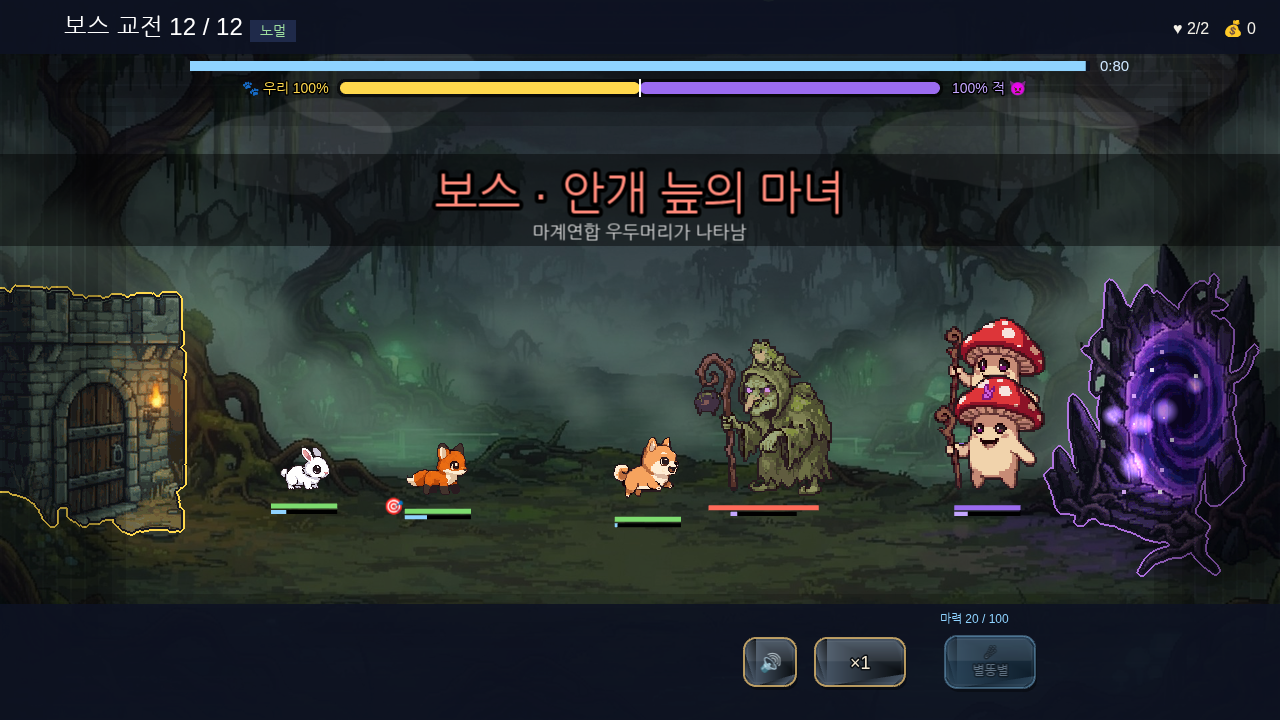 보스 교전 12 / 12 노멀
♥ 2/2 💰 0
0:80
🐾 우리 100% 100% 적 😈
보스 · 안개 늪의 마녀
마계연합 우두머리가 나타남
마력 20 / 100
×1
별똥별